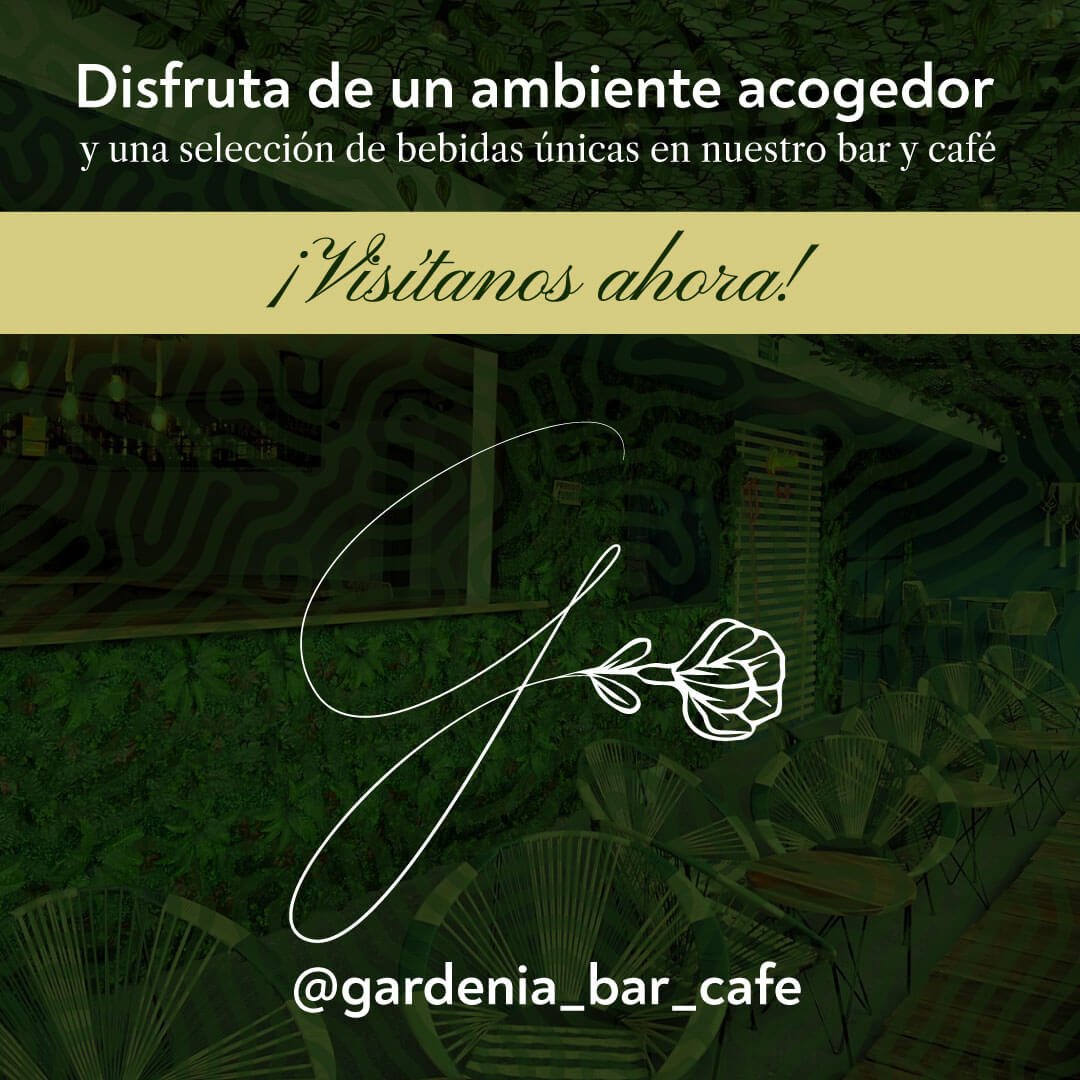 Disfruta de un ambiente acogedor
y una selección de bebidas únicas en nuestro bar y café
¡Visítanos ahora!
@gardenia_bar_cafe